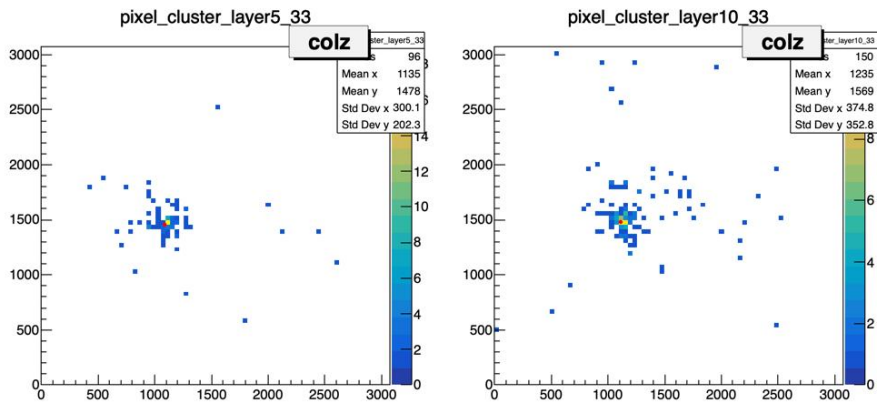 pixel_cluster_layer5_33
colz
cluster_layer5_33
s 96
Mean x 1135
Mean y 1478
Std Dev x 300.1
Std Dev y 202.3
3000
2500
2000
1500
1000
500
0
0 500 1000 1500 2000 2500 3000
14
12
10
8
6
4
2
0
pixel_cluster_layer10_33
colz
ster_layer10_33
s 150
Mean x 1235
Mean y 1569
Std Dev x 374.8
Std Dev y 352.8
3000
2500
2000
1500
1000
500
0
0 500 1000 1500 2000 2500 3000
8
6
4
2
0